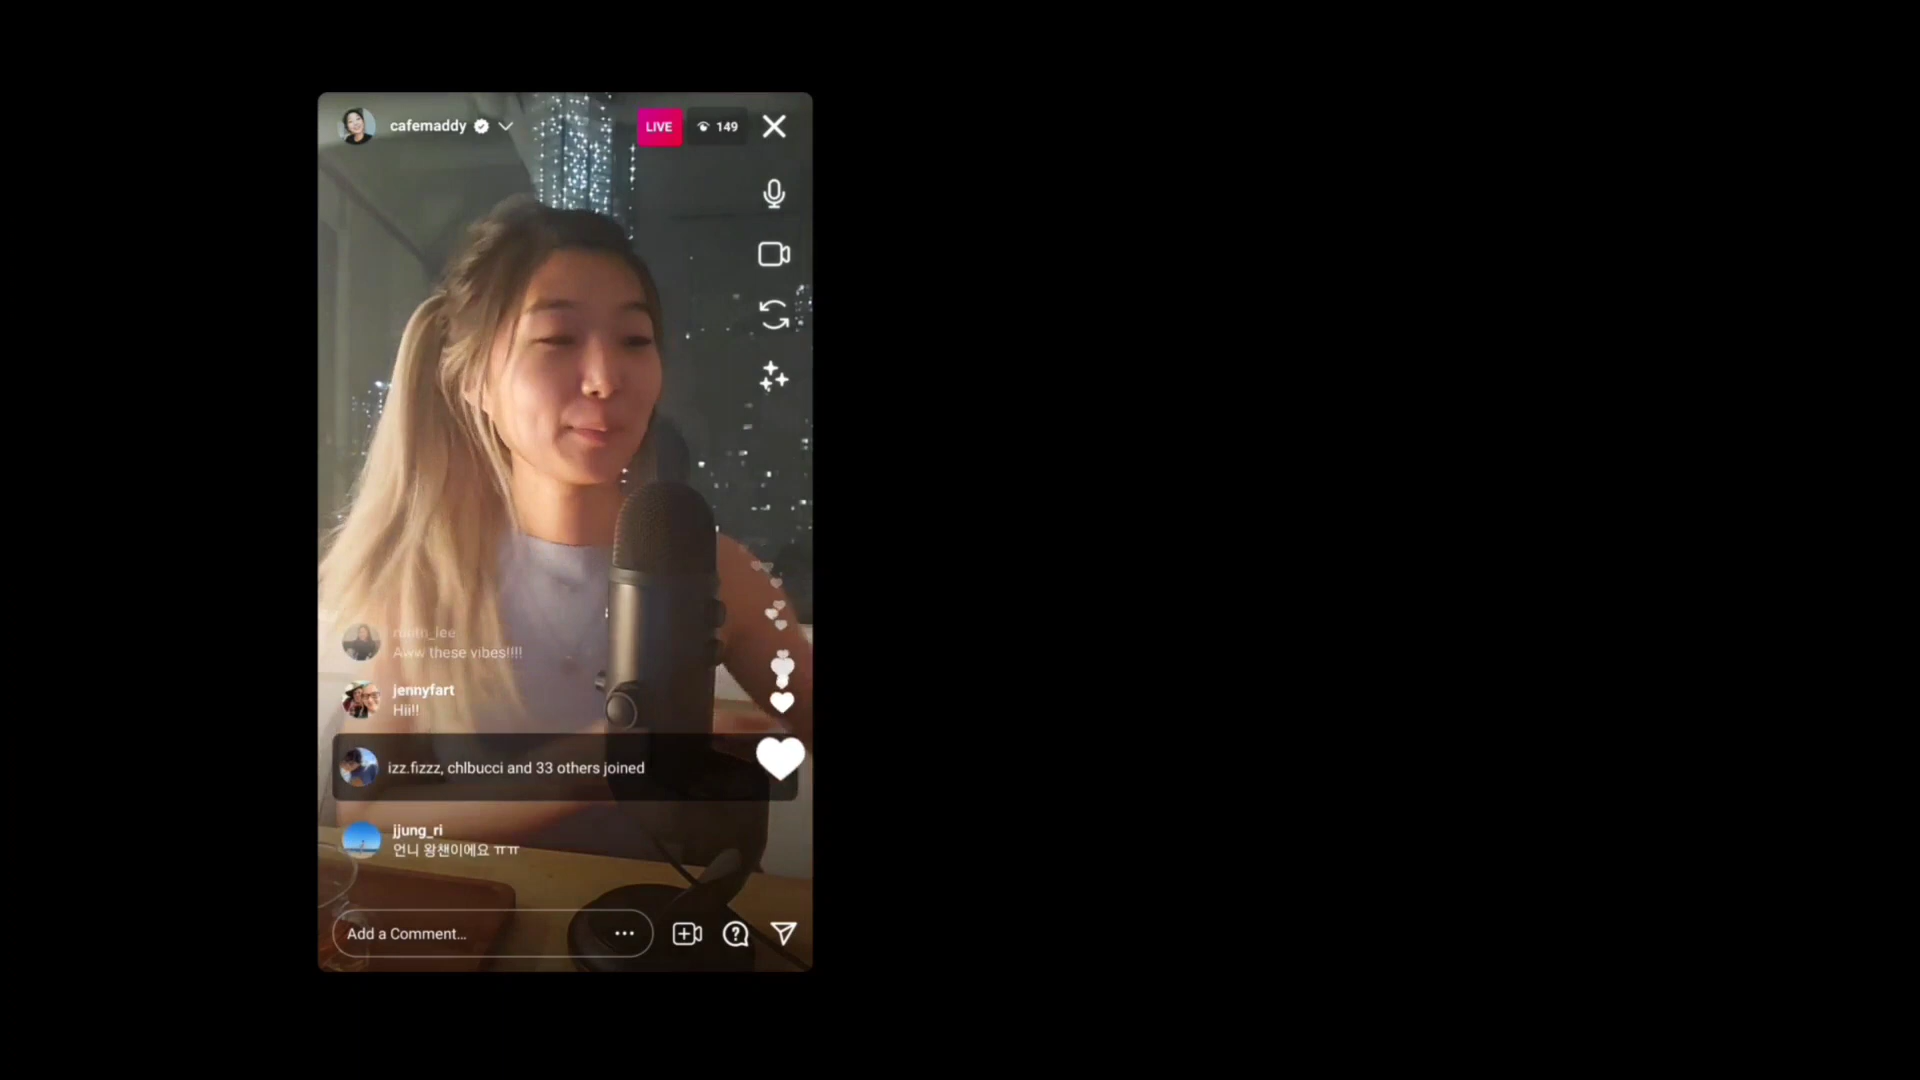 cafemaddy
LIVE
149
Aww these vibes!!!!
jennyfart
Hii!!
izz.fizzz, chlbucci and 33 others joined
jjung_ri
언니 왕챈이에요 ㅠㅠ
Add a Comment...